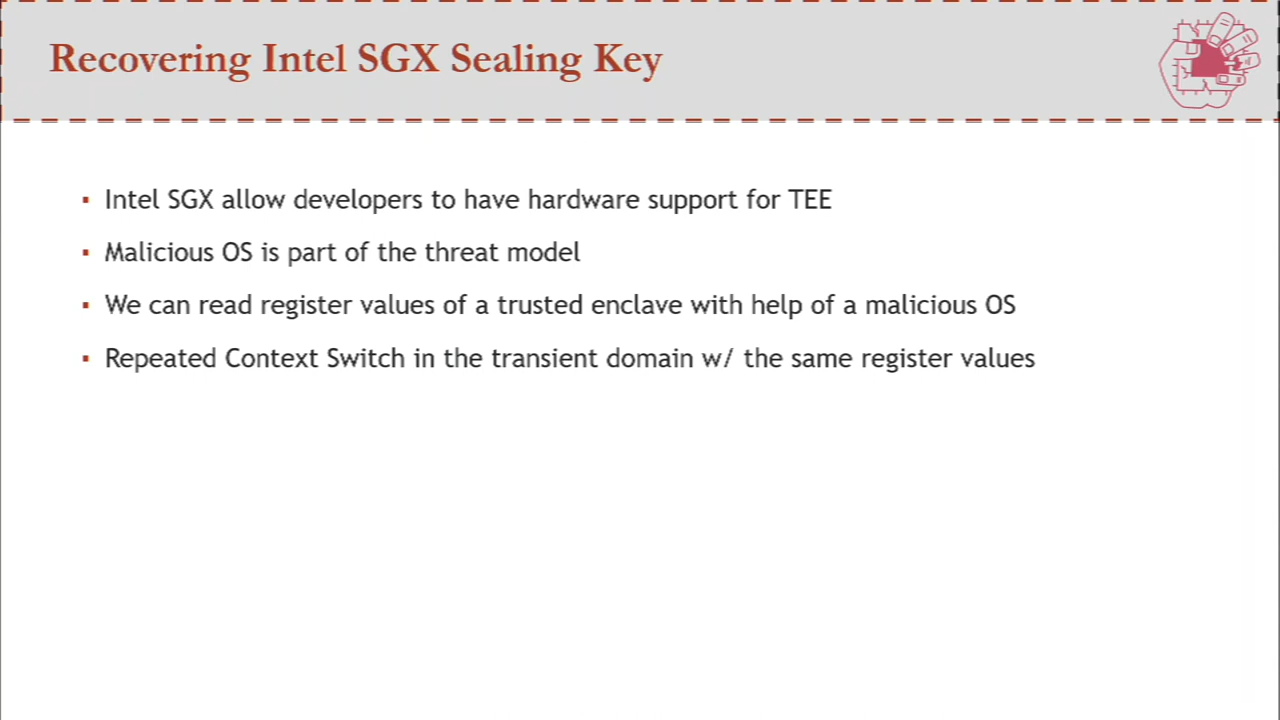 Recovering Intel SGX Sealing Key
▪ Intel SGX allow developers to have hardware support for TEE
▪ Malicious OS is part of the threat model
▪ We can read register values of a trusted enclave with help of a malicious OS
▪ Repeated Context Switch in the transient domain w/ the same register values